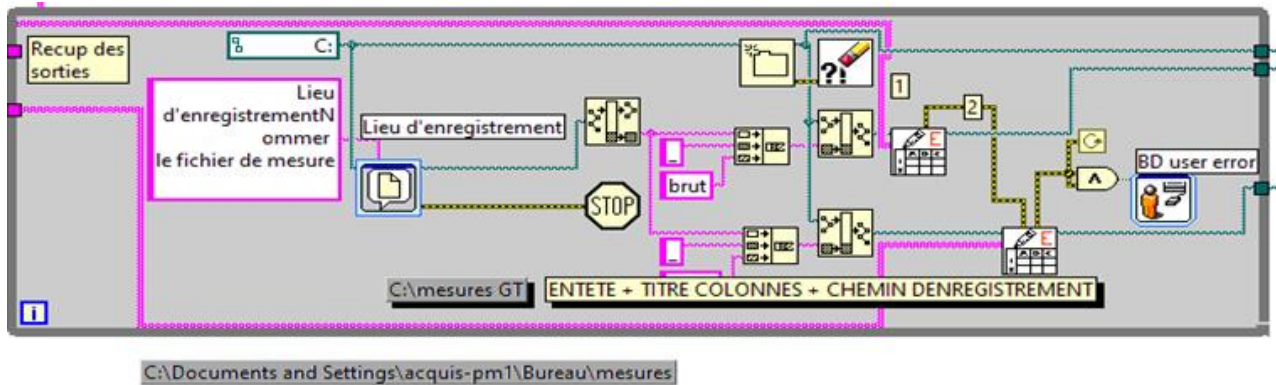 Recup des
sorties
C:
Lieu
d'enregistrementN
ommer
le fichier de mesure
Lieu d'enregistrement
?!
1
2
E
_
brut
STOP
BD user error
_
E
C:\mesures GT
ENTETE + TITRE COLONNES + CHEMIN DENREGISTREMENT
i
C:\Documents and Settings\acquis-pm1\Bureau\mesures